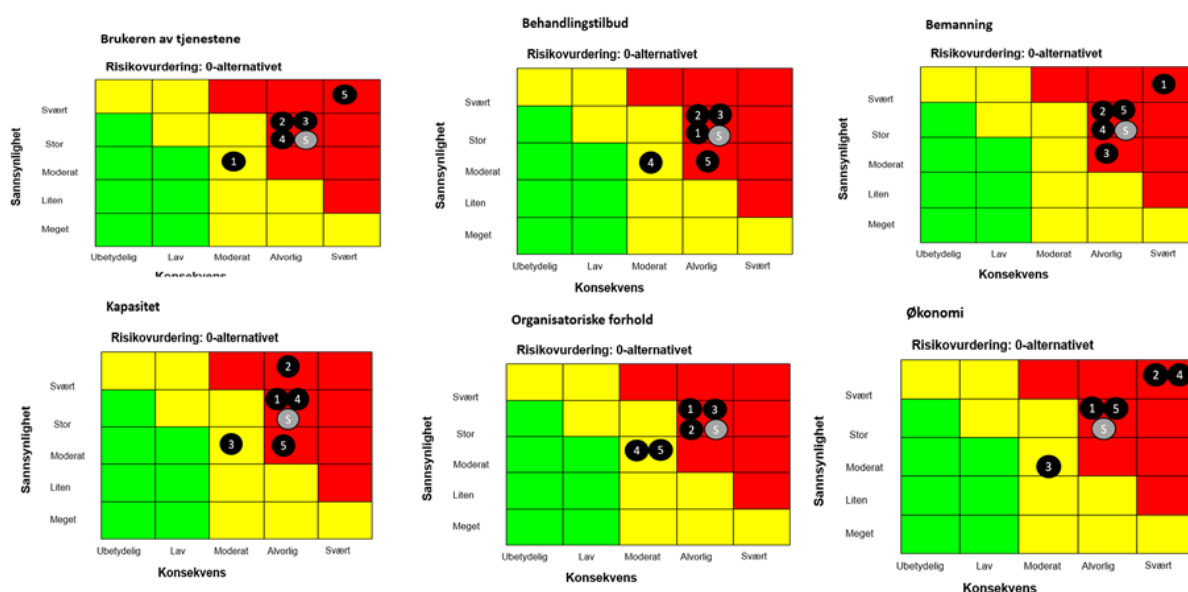 Brukeren av tjenestene
Risikovurdering: 0-alternativet
Sannsynlighet
Svært
5
2 3
Stor
4 S
Moderat
1
Liten
Meget
Ubetydelig Lav Moderat Alvorlig Svært
Konsekvens
Behandlingstilbud
Risikovurdering: 0-alternativet
Sannsynlighet
Svært
2 3
Stor
1 S
Moderat
4 5
Liten
Meget
Ubetydelig Lav Moderat Alvorlig Svært
Konsekvens
Bemanning
Risikovurdering: 0-alternativet
Sannsynlighet
Svært
1
2 5
Stor
4 S
3
Moderat
Liten
Meget
Ubetydelig Lav Moderat Alvorlig Svært
Konsekvens
Kapasitet
Risikovurdering: 0-alternativet
Sannsynlighet
2
Svært
1 4
Stor
S
3 5
Moderat
Liten
Meget
Ubetydelig Lav Moderat Alvorlig Svært
Konsekvens
Organisatoriske forhold
Risikovurdering: 0-alternativet
Sannsynlighet
Svært
1 3
Stor
2 S
4 5
Moderat
Liten
Meget
Ubetydelig Lav Moderat Alvorlig Svært
Konsekvens
Økonomi
Risikovurdering: 0-alternativet
Sannsynlighet
2 4
Svært
1 5
Stor
S
3
Moderat
Liten
Meget
Ubetydelig Lav Moderat Alvorlig Svært
Konsekvens